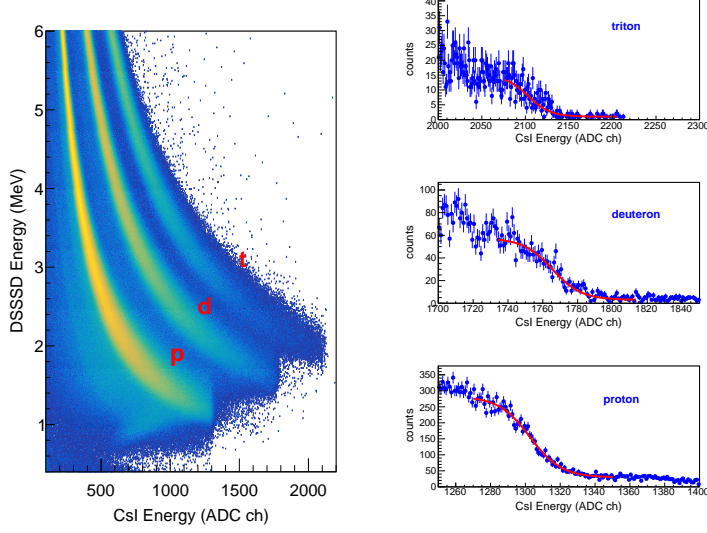 6
5
4
3
2
1
DSSSD Energy (MeV)
t
d
p
500 1000 1500 2000
CsI Energy (ADC ch)
40
35
30
25
20
15
10
5
0
counts
triton
2000 2050 2100 2150 2200 2250 2300
CsI Energy (ADC ch)
100
80
60
40
20
0
counts
deuteron
1700 1720 1740 1760 1780 1800 1820 1840
CsI Energy (ADC ch)
350
300
250
200
150
100
50
0
counts
proton
1260 1280 1300 1320 1340 1360 1380 1400
CsI Energy (ADC ch)